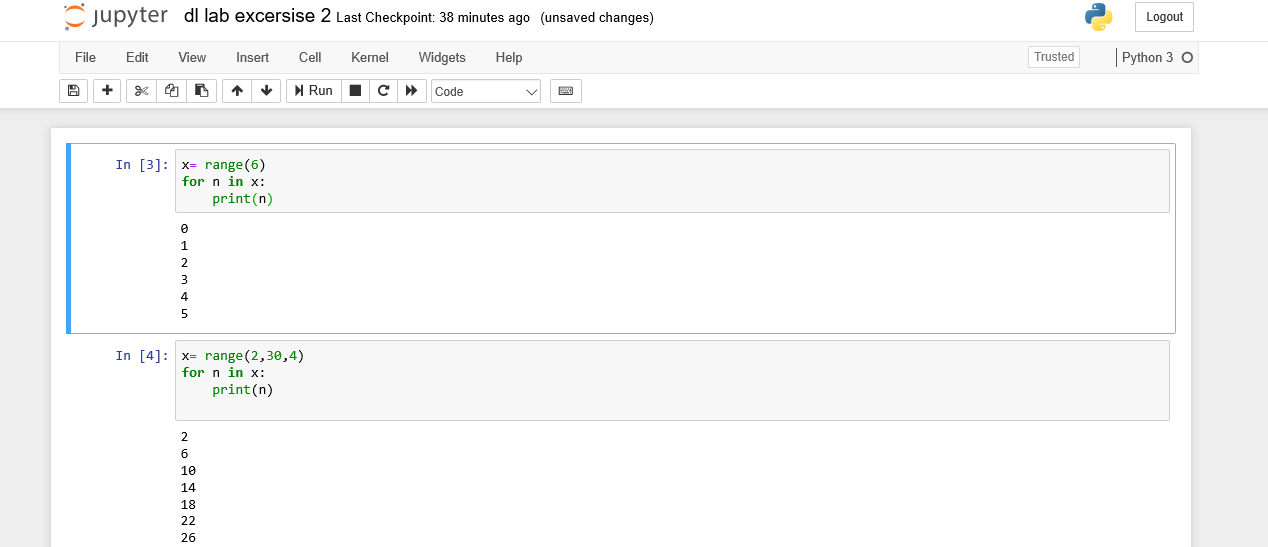 jupyter dl lab excersise 2 Last Checkpoint: 38 minutes ago (unsaved changes) Logout
File Edit View Insert Cell Kernel Widgets Help Trusted Python 3
Run Code
In [3]: x= range(6)
for n in x:
    print(n)
0
1
2
3
4
5
In [4]: x= range(2,30,4)
for n in x:
    print(n)
2
6
10
14
18
22
26